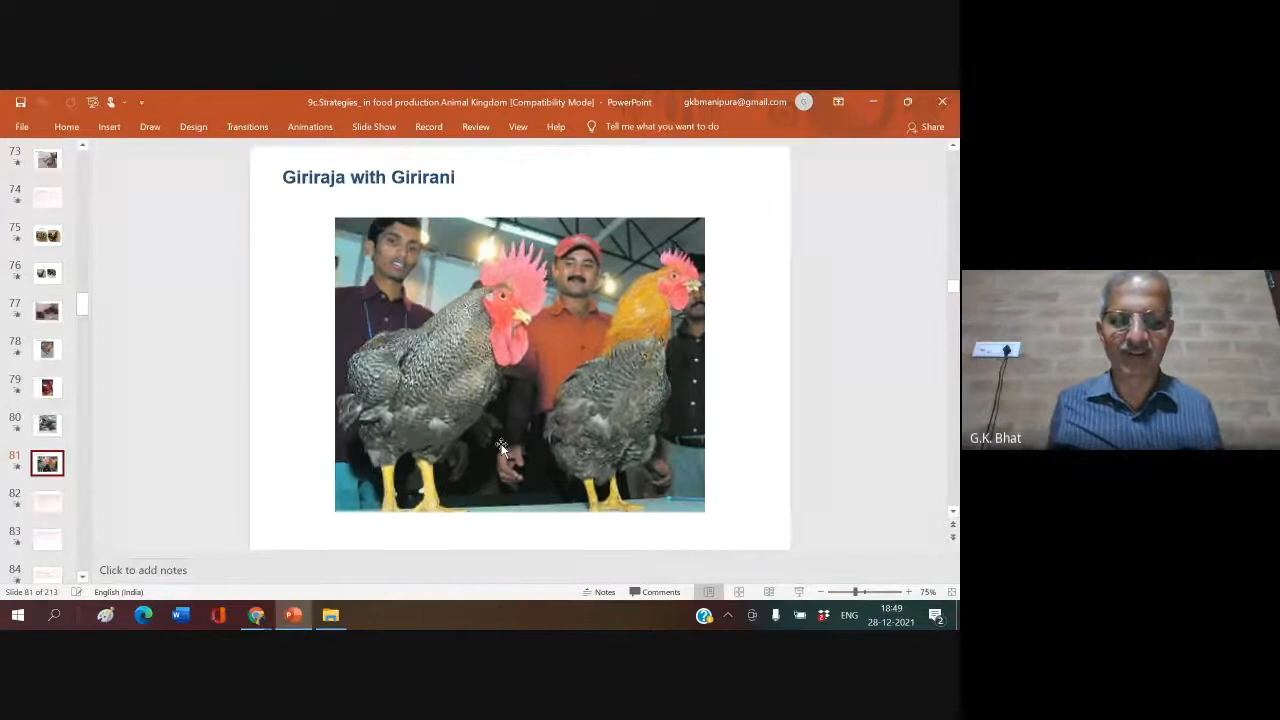 9c.Strategies_ in food production.Animal Kingdom [Compatibility Mode] - PowerPoint
gkbmanipura@gmail.com
G
File Home Insert Draw Design Transitions Animations Slide Show Record Review View Help Tell me what you want to do Share
73
74
75
76
77
78
79
80
81
82
83
84
Giriraja with Girirani
Click to add notes
Slide 81 of 213 English (India) Notes Comments 75%
ENG
18:49
28-12-2021
2
G.K. Bhat